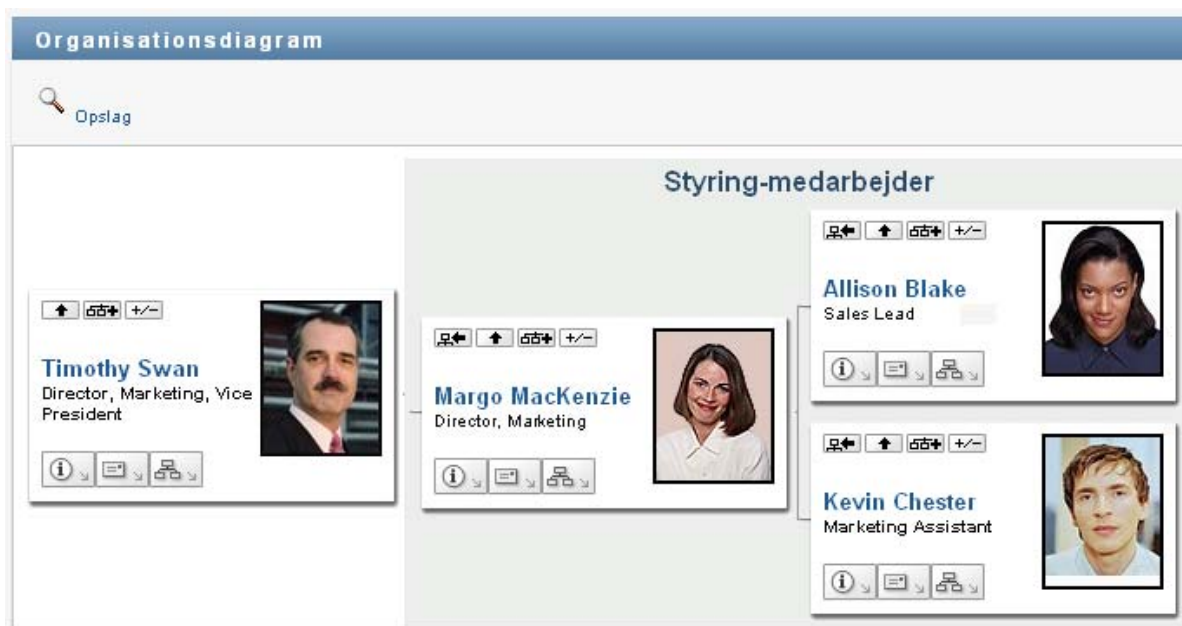 Organisationsdiagram
Opslag
Styring-medarbejder
Timothy Swan
Director, Marketing, Vice
President
Margo MacKenzie
Director, Marketing
Allison Blake
Sales Lead
Kevin Chester
Marketing Assistant